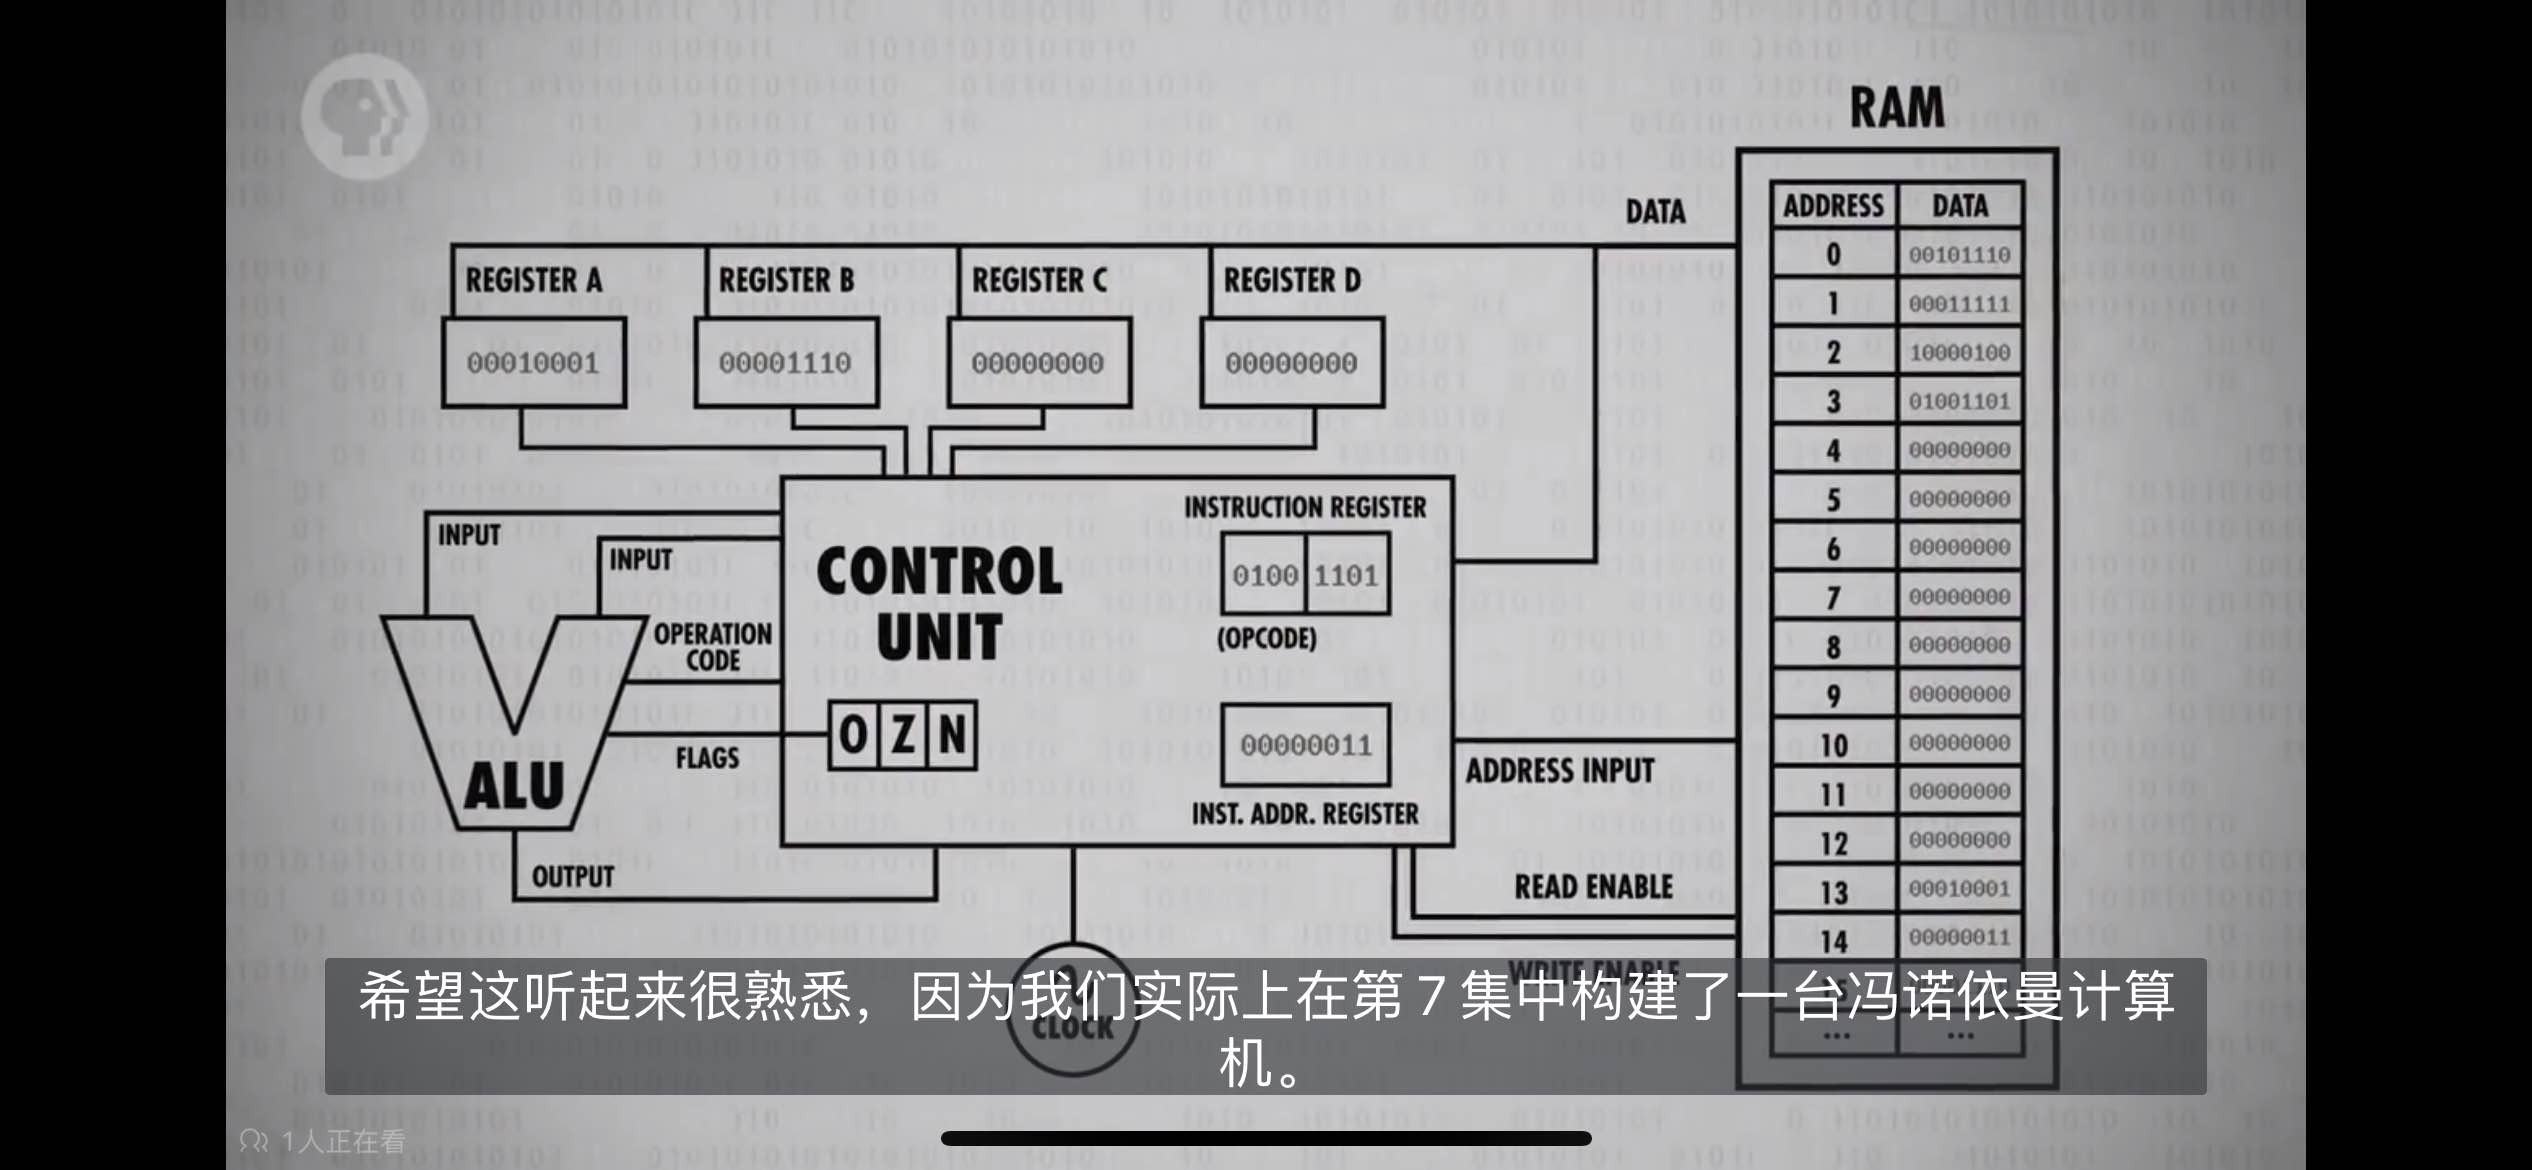 RAM
DATA
ADDRESS DATA
0 00101110
1 00011111
2 10000100
3 01001101
4 00000000
5 00000000
6 00000000
7 00000000
8 00000000
9 00000000
10 00000000
11 00000000
12 00000000
13 00010001
14 00000011
15
... ...
REGISTER A
00010001
REGISTER B
00001110
REGISTER C
00000000
REGISTER D
00000000
INPUT
INPUT
CONTROL
UNIT
INSTRUCTION REGISTER
0100 1101
(OPCODE)
OPERATION
CODE
O Z N
FLAGS
ALU
00000011
INST. ADDR. REGISTER
ADDRESS INPUT
OUTPUT
READ ENABLE
WRITE ENABLE
CLOCK
希望这听起来很熟悉，因为我们实际上在第 7 集中构建了一台冯诺依曼计算
机。
1人正在看